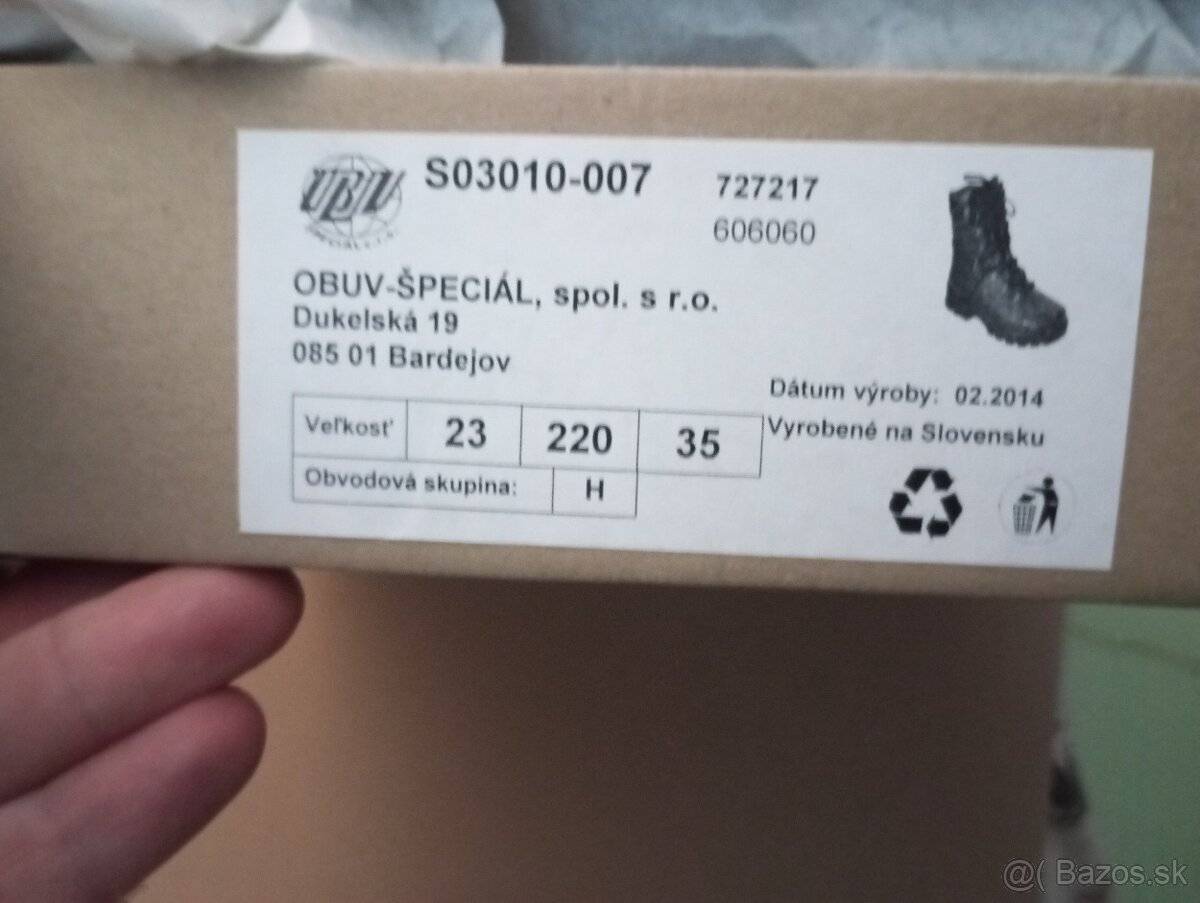 S03010-007
727217
606060
OBUV-ŠPECIÁL, spol. s r.o.
Dukelská 19
085 01 Bardejov
Dátum výroby: 02.2014
Vyrobené na Slovensku
Veľkosť 23 220 35
Obvodová skupina: H
@( Bazos.sk